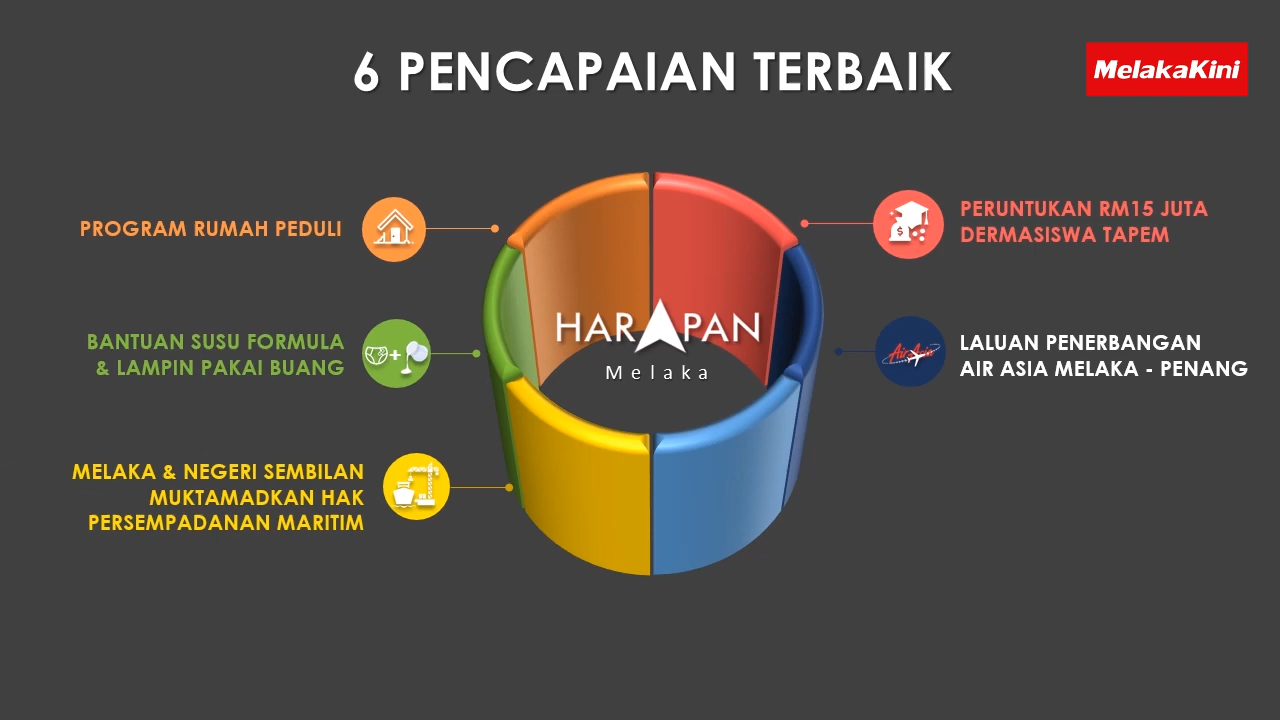 6 PENCAPAIAN TERBAIK
MelakaKini
PROGRAM RUMAH PEDULI
BANTUAN SUSU FORMULA
& LAMPIN PAKAI BUANG
MELAKA & NEGERI SEMBILAN
MUKTAMADKAN HAK
PERSEMPADANAN MARITIM
HARAPAN
Melaka
PERUNTUKAN RM15 JUTA
DERMASISWA TAPEM
AirAsia
LALUAN PENERBANGAN
AIR ASIA MELAKA - PENANG